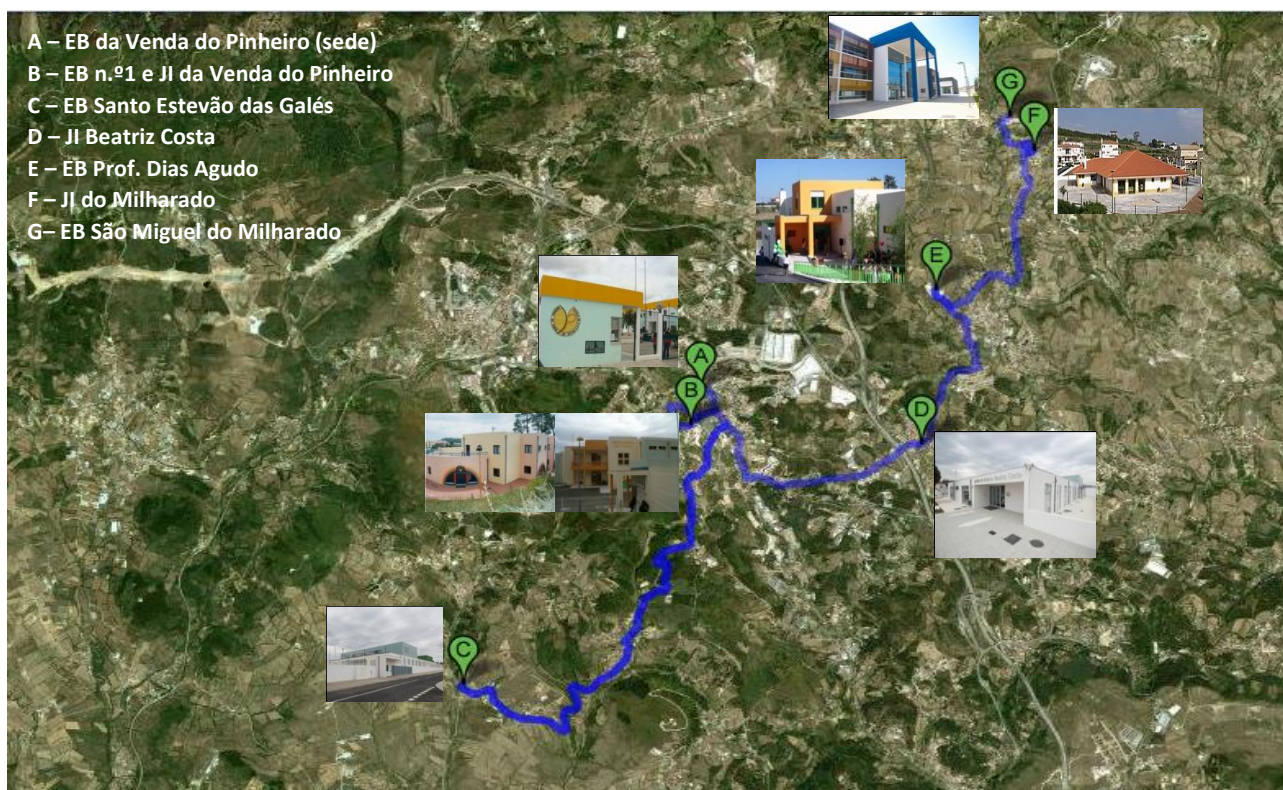 A – EB da Venda do Pinheiro (sede)
B – EB n.º1 e JI da Venda do Pinheiro
C – EB Santo Estevão das Galés
D – JI Beatriz Costa
E – EB Prof. Dias Agudo
F – JI do Milharado
G– EB São Miguel do Milharado
G
F
E
A
B
D
C